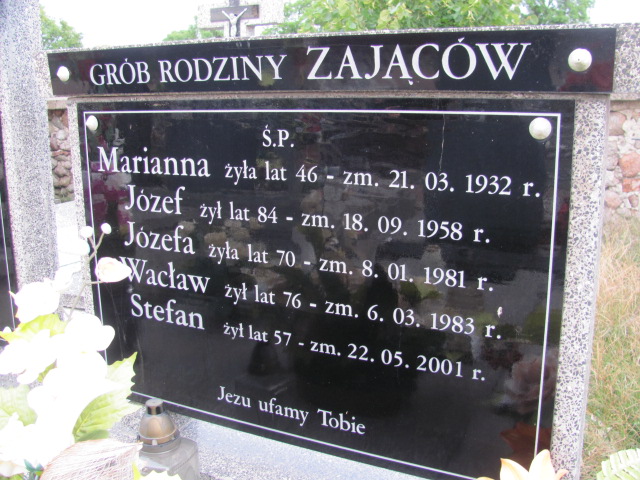 GRÓB RODZINY ZAJĄCÓW
Ś.P.
Marianna żyła lat 46 - zm. 21. 03. 1932 r.
Józef żył lat 84 - zm. 18. 09. 1958 r.
Józefa żyła lat 70 - zm. 8. 01. 1981 r.
Wacław żył lat 76 - zm. 6. 03. 1983 r.
Stefan żył lat 57 - zm. 22. 05. 2001 r.
Jezu ufamy Tobie